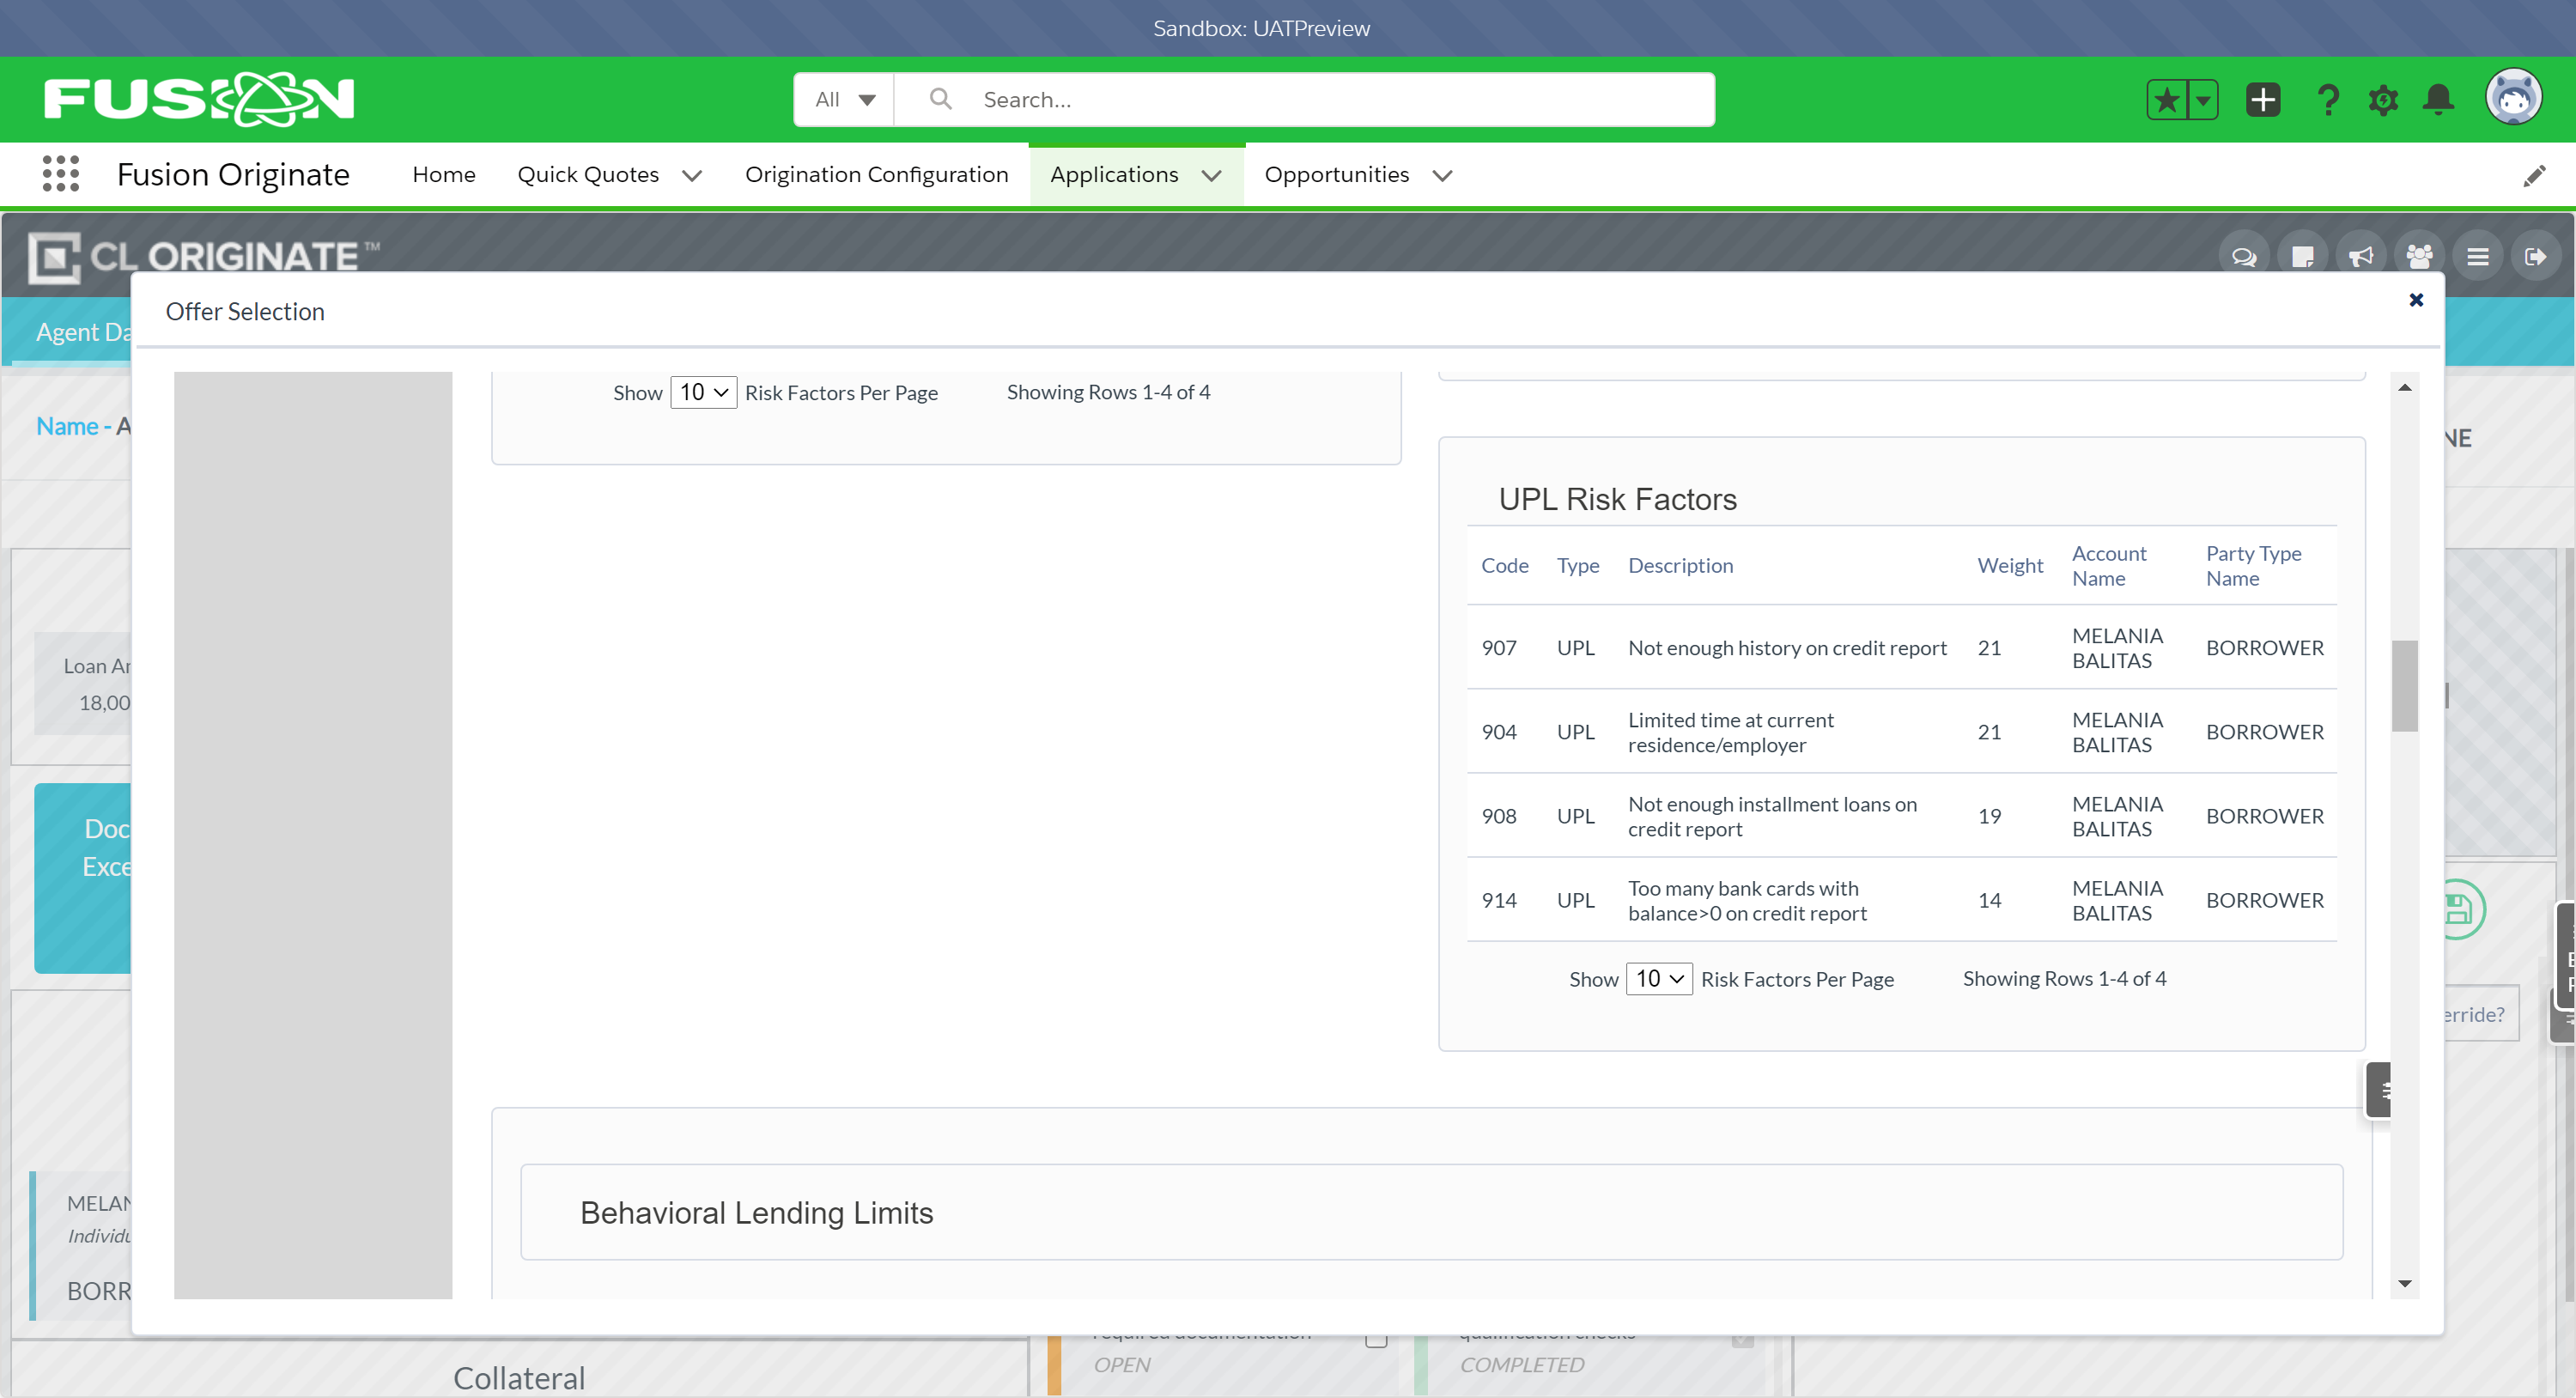 Sandbox: UATPreview
FUSION
All
Search...
Fusion Originate
Home
Quick Quotes
Origination Configuration
Applications
Opportunities
CL ORIGINATE™
Offer Selection
Agent Da
Name - A
NE
Show 10 Risk Factors Per Page Showing Rows 1-4 of 4
UPL Risk Factors
Code Type Description Weight Account Name Party Type Name
907 UPL Not enough history on credit report 21 MELANIA BALITAS BORROWER
904 UPL Limited time at current residence/employer 21 MELANIA BALITAS BORROWER
908 UPL Not enough installment loans on credit report 19 MELANIA BALITAS BORROWER
914 UPL Too many bank cards with balance>0 on credit report 14 MELANIA BALITAS BORROWER
Show 10 Risk Factors Per Page Showing Rows 1-4 of 4
Behavioral Lending Limits
Loan Am
18,00
Doc
Exce
erride?
MELAN
Individu
BORR
Collateral
required documentation
OPEN
qualification checks
COMPLETED